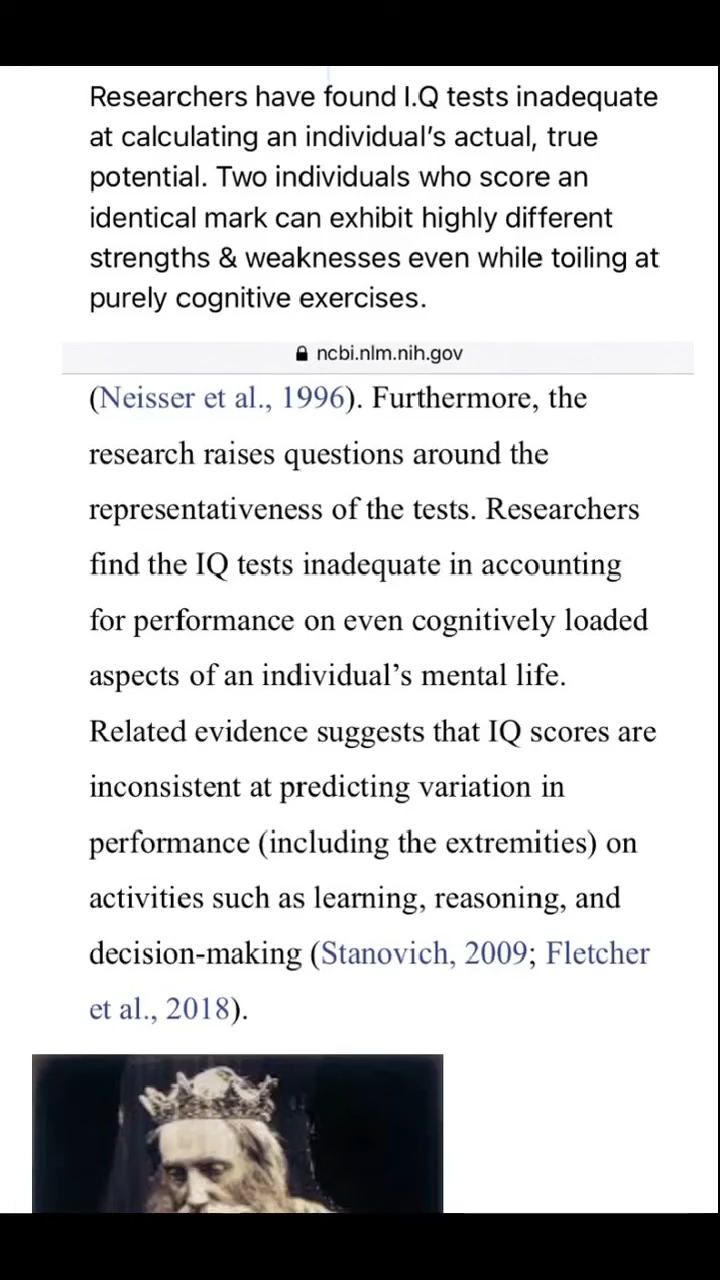 Researchers have found I.Q tests inadequate
at calculating an individual's actual, true
potential. Two individuals who score an
identical mark can exhibit highly different
strengths & weaknesses even while toiling at
purely cognitive exercises.
ncbi.nlm.nih.gov
(Neisser et al., 1996). Furthermore, the
research raises questions around the
representativeness of the tests. Researchers
find the IQ tests inadequate in accounting
for performance on even cognitively loaded
aspects of an individual’s mental life.
Related evidence suggests that IQ scores are
inconsistent at predicting variation in
performance (including the extremities) on
activities such as learning, reasoning, and
decision-making (Stanovich, 2009; Fletcher
et al., 2018).